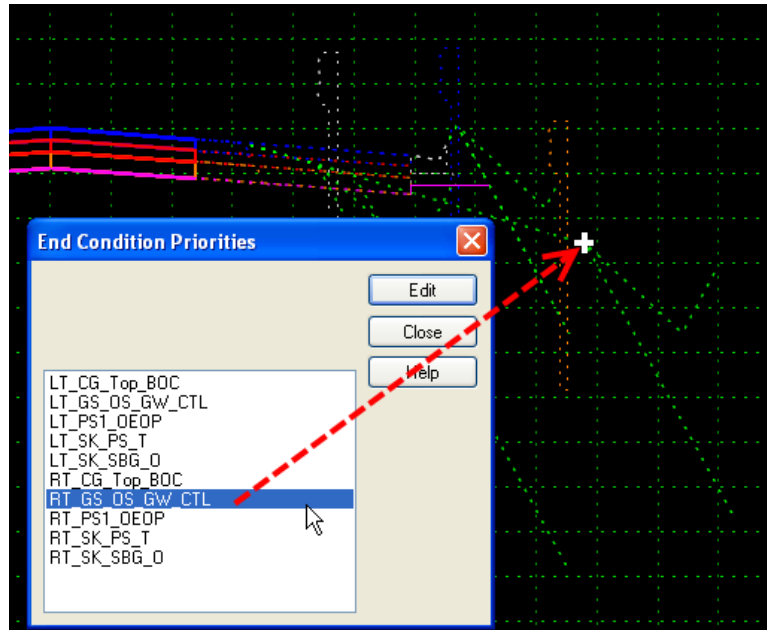 End Condition Priorities
Edit
Close
Help
LT_CG_Top_BOC
LT_GS_OS_GW_CTL
LT_PS1_OEOP
LT_SK_PS_T
LT_SK_SBG_O
RT_CG_Top_BOC
RT_GS_OS_GW_CTL
RT_PS1_OEOP
RT_SK_PS_T
RT_SK_SBG_O